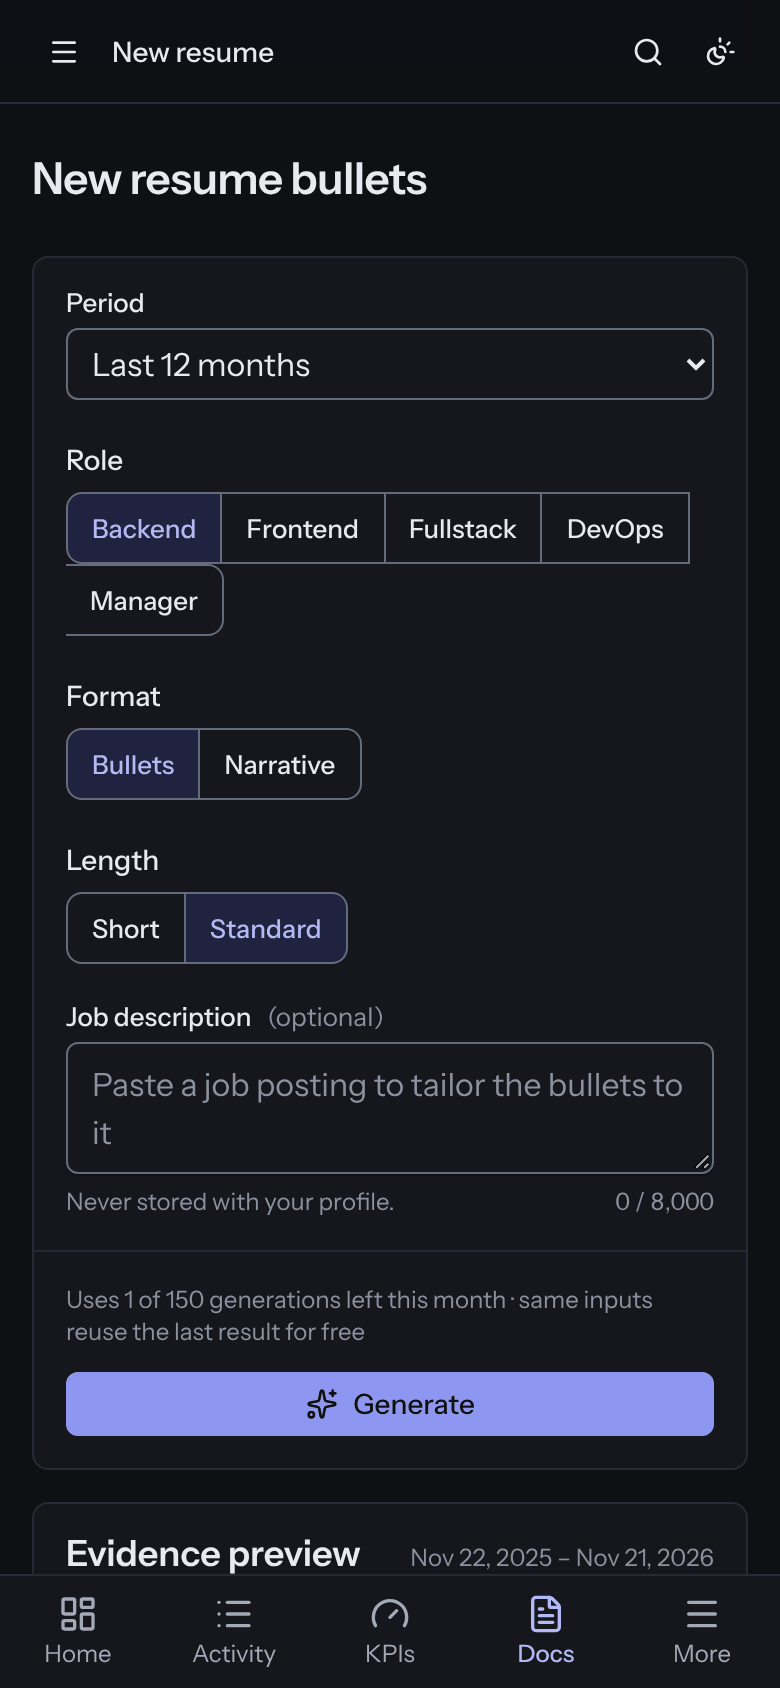 New resume
New resume bullets
Period
Last 12 months
Role
Backend Frontend Fullstack DevOps
Manager
Format
Bullets Narrative
Length
Short Standard
Job description (optional)
Paste a job posting to tailor the bullets to
it
Never stored with your profile. 0 / 8,000
Uses 1 of 150 generations left this month · same inputs
reuse the last result for free
Generate
Evidence preview Nov 22, 2025 – Nov 21, 2026
Home Activity KPIs Docs More